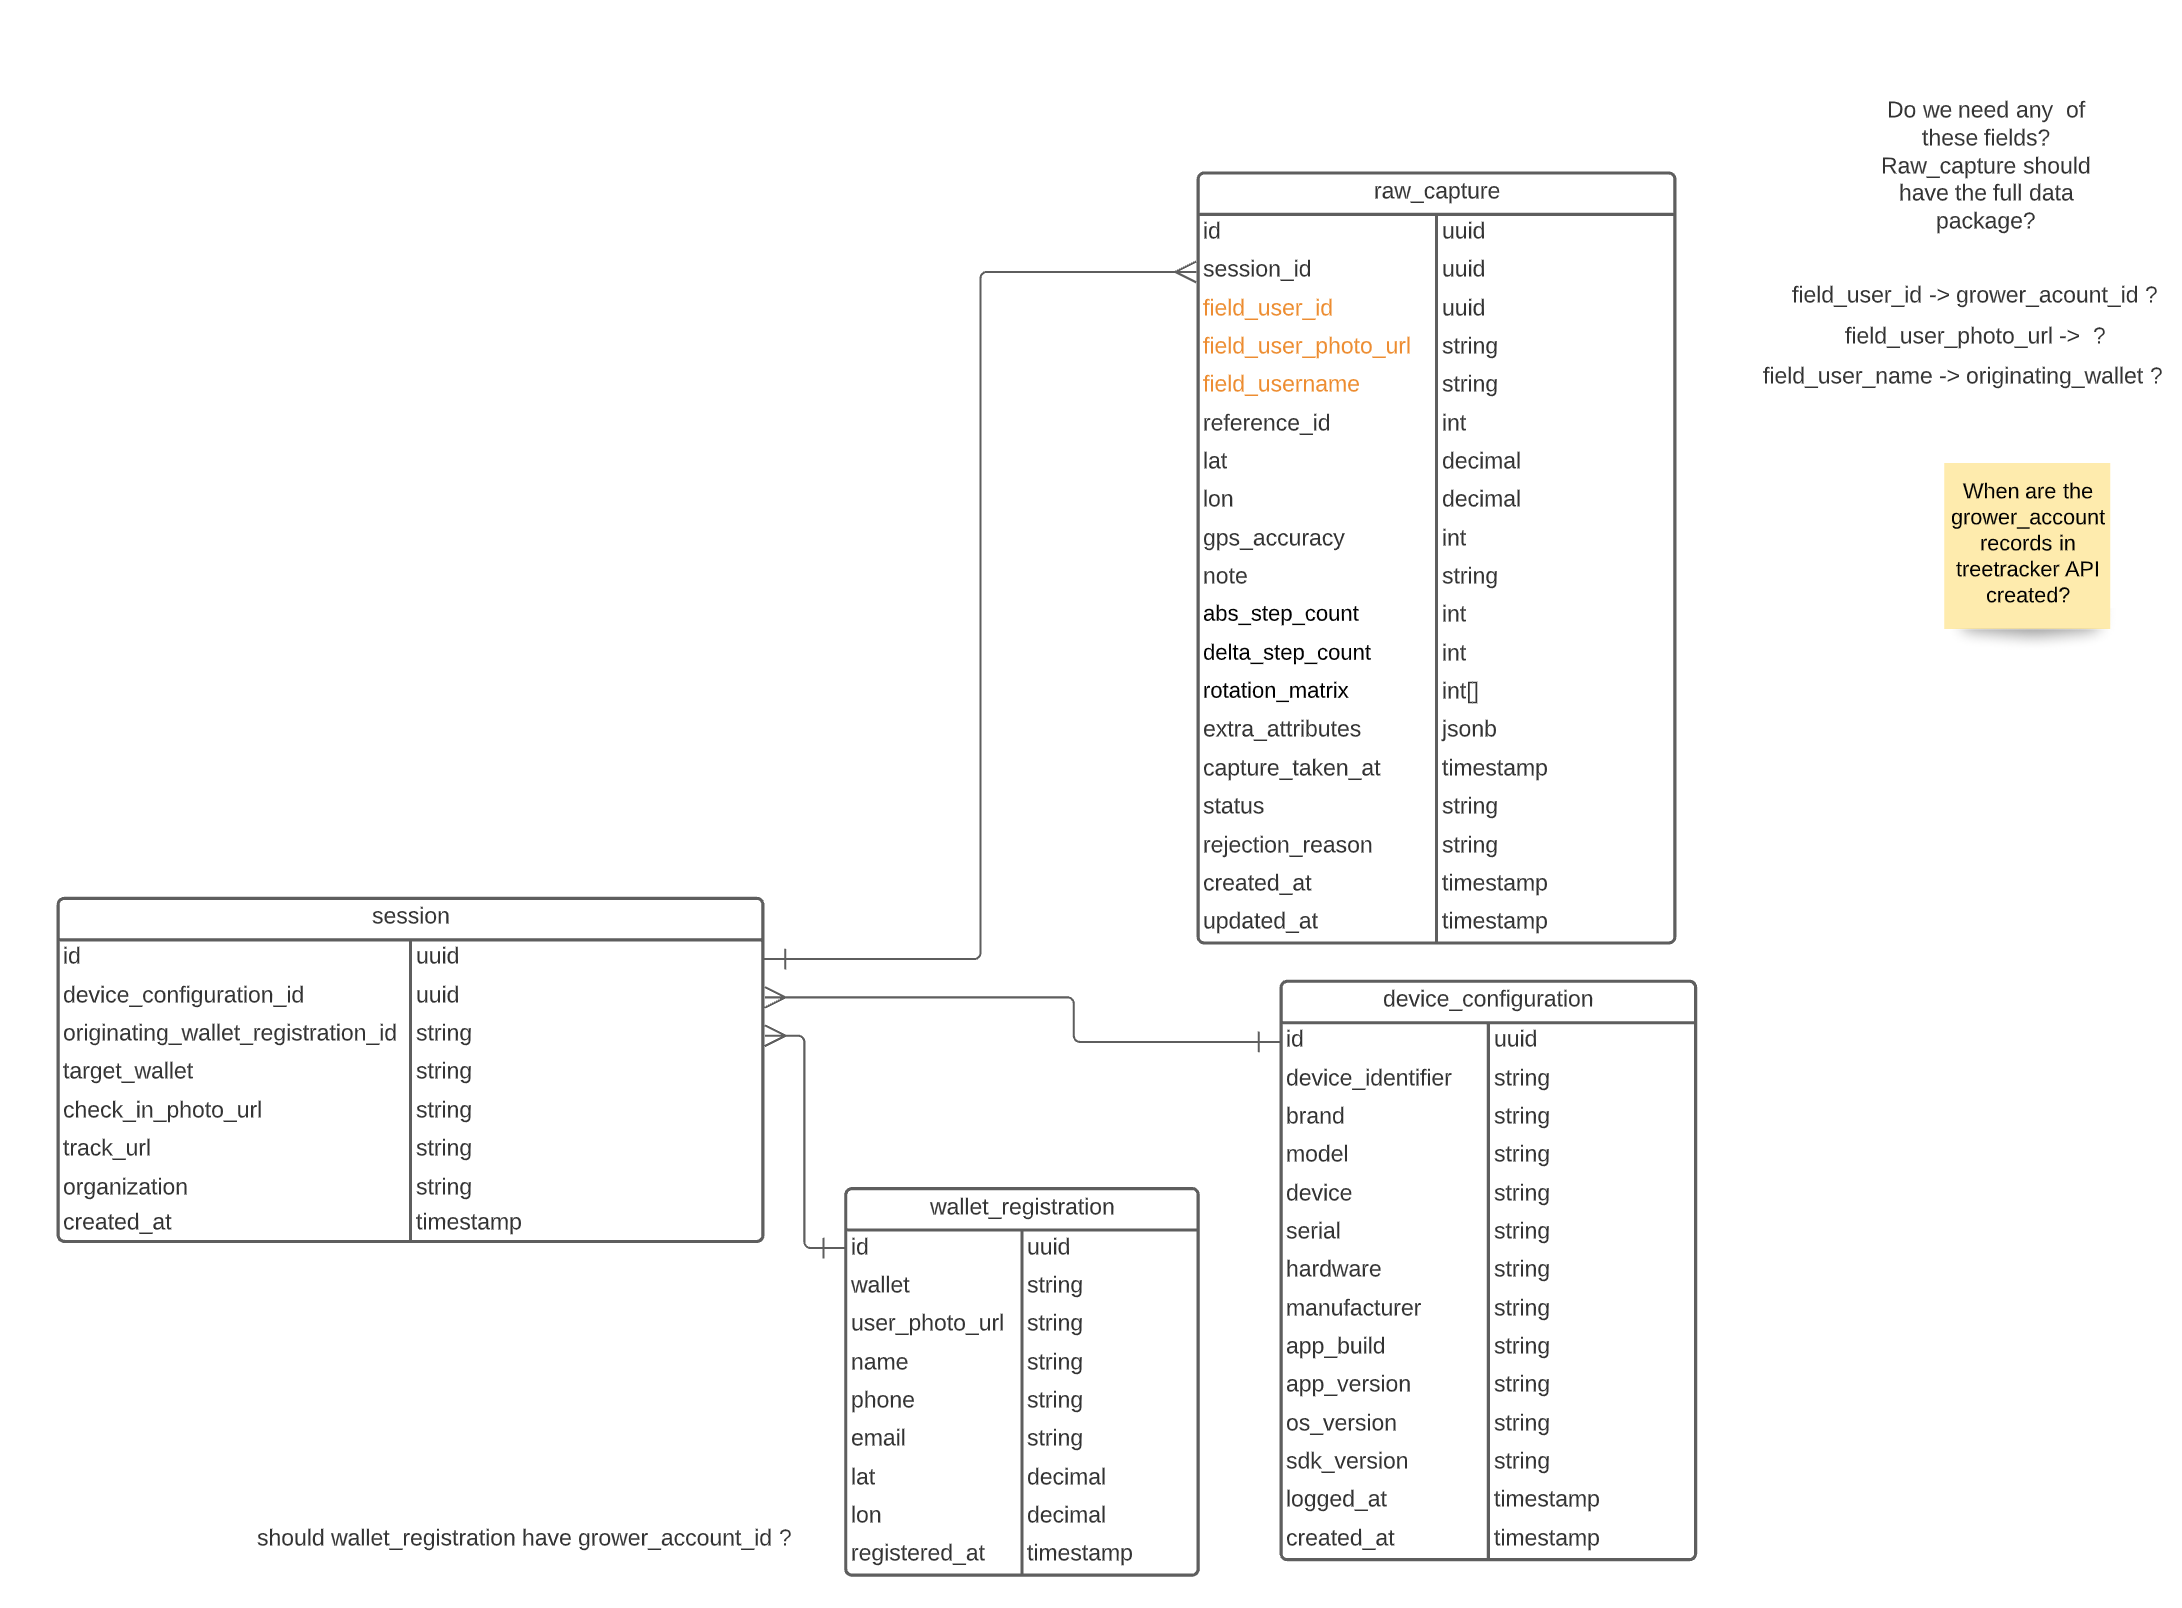 Do we need any of
these fields?
Raw_capture should
have the full data
package?
field_user_id -> grower_acount_id ?
field_user_photo_url -> ?
field_user_name -> originating_wallet ?
When are the
grower_account
records in
treetracker API
created?
raw_capture
id uuid
session_id uuid
field_user_id uuid
field_user_photo_url string
field_username string
reference_id int
lat decimal
lon decimal
gps_accuracy int
note string
abs_step_count int
delta_step_count int
rotation_matrix int[]
extra_attributes jsonb
capture_taken_at timestamp
status string
rejection_reason string
created_at timestamp
updated_at timestamp
session
id uuid
device_configuration_id uuid
originating_wallet_registration_id string
target_wallet string
check_in_photo_url string
track_url string
organization string
created_at timestamp
device_configuration
id uuid
device_identifier string
brand string
model string
device string
serial string
hardware string
manufacturer string
app_build string
app_version string
os_version string
sdk_version string
logged_at timestamp
created_at timestamp
wallet_registration
id uuid
wallet string
user_photo_url string
name string
phone string
email string
lat decimal
lon decimal
registered_at timestamp
should wallet_registration have grower_account_id ?